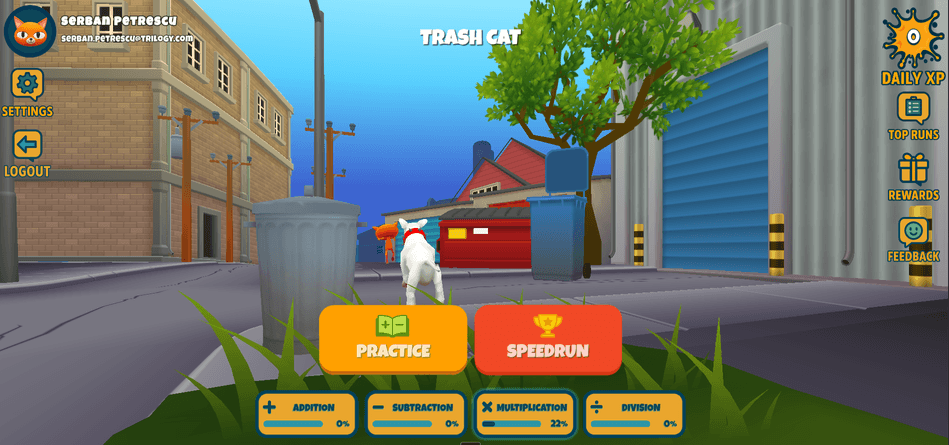 SERBAN PETRESCU
SERBAN.PETRESCU@TRILOGY.COM
TRASH CAT
0
DAILY XP
SETTINGS
TOP RUNS
LOGOUT
REWARDS
FEEDBACK
PRACTICE
SPEEDRUN
+ ADDITION
0%
− SUBTRACTION
0%
× MULTIPLICATION
22%
÷ DIVISION
0%